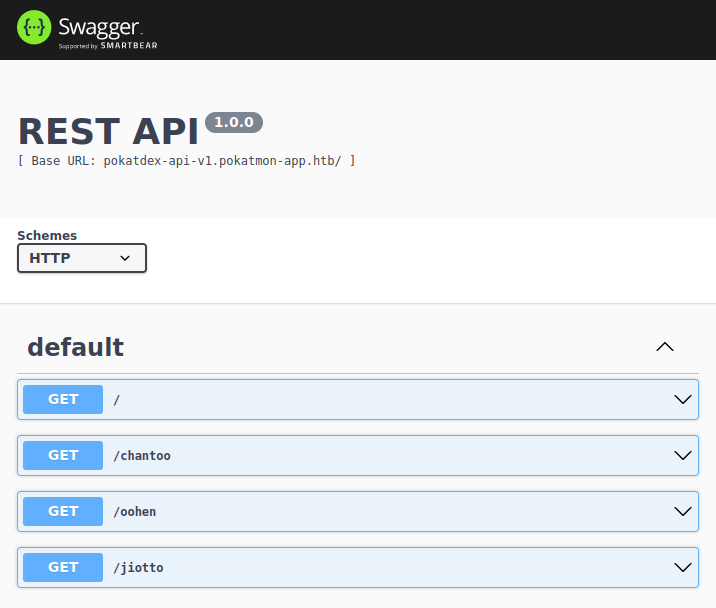 Swagger
Supported by SMARTBEAR
REST API 1.0.0
[ Base URL: pokatdex-api-v1.pokatmon-app.htb/ ]
Schemes
HTTP
default
GET /
GET /chantoo
GET /oohen
GET /jiotto